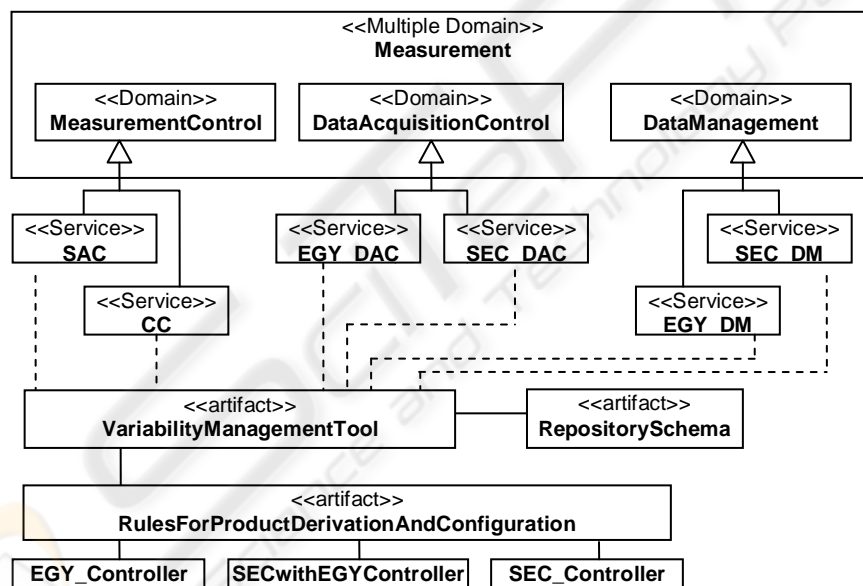 <<Multiple Domain>>
Measurement
<<Domain>>
MeasurementControl
<<Domain>>
DataAcquisitionControl
<<Domain>>
DataManagement
<<Service>>
SAC
<<Service>>
EGY_DAC
<<Service>>
SEC_DAC
<<Service>>
SEC_DM
<<Service>>
CC
<<Service>>
EGY_DM
<<artifact>>
VariabilityManagementTool
<<artifact>>
RepositorySchema
<<artifact>>
RulesForProductDerivationAndConfiguration
EGY_Controller
SECwithEGYController
SEC_Controller